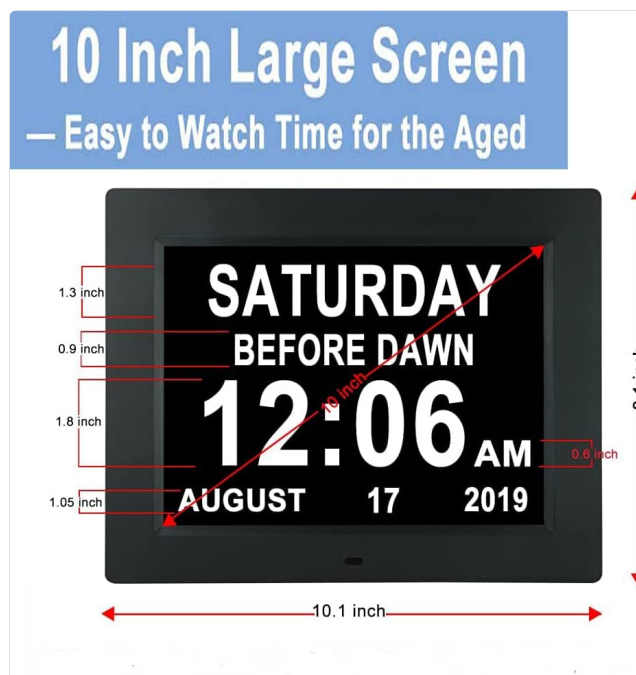 10 Inch Large Screen
— Easy to Watch Time for the Aged
1.3 inch
SATURDAY
0.9 inch
BEFORE DAWN
10 inch
1.8 inch
12:06 AM
0.6 inch
1.05 inch
AUGUST 17 2019
10.1 inch